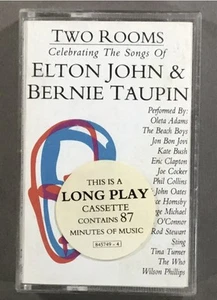 TWO ROOMS
Celebrating The Songs Of
ELTON JOHN &
BERNIE TAUPIN
Performed By:
Oleta Adams
The Beach Boys
Jon Bon Jovi
Kate Bush
Eric Clapton
Joe Cocker
Phil Collins
John Oates
Hornsby
Michael
O'Connor
Rod Stewart
Sting
Tina Turner
The Who
Wilson Phillips
THIS IS A
LONG PLAY
CASSETTE
CONTAINS 87
MINUTES OF MUSIC
845749-4